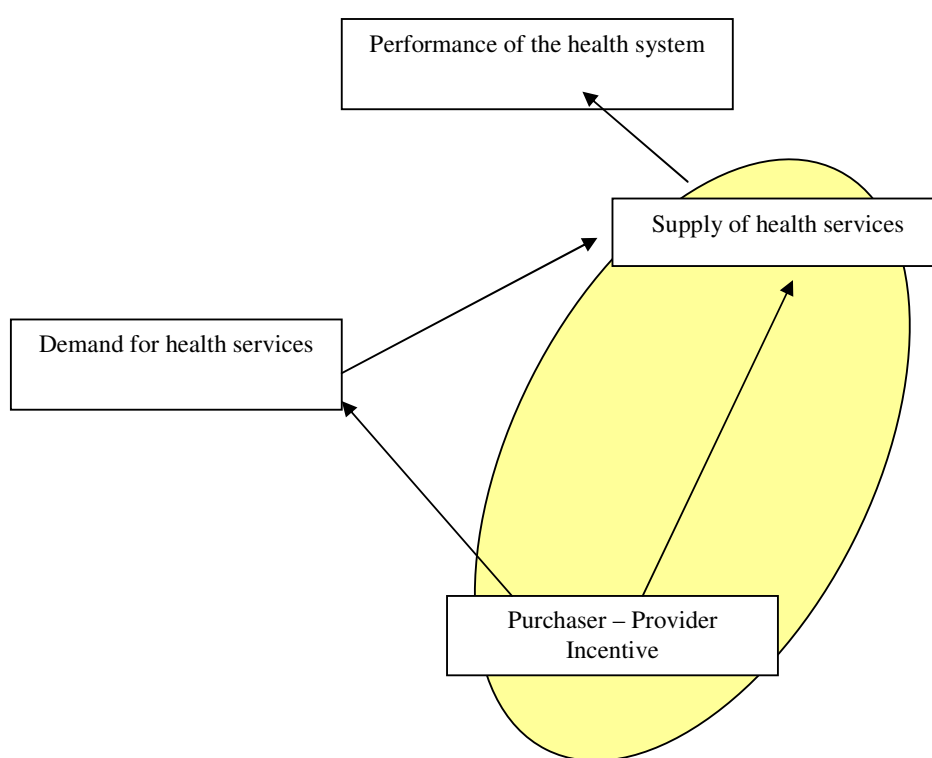 Performance of the health system
Supply of health services
Demand for health services
Purchaser – Provider
Incentive